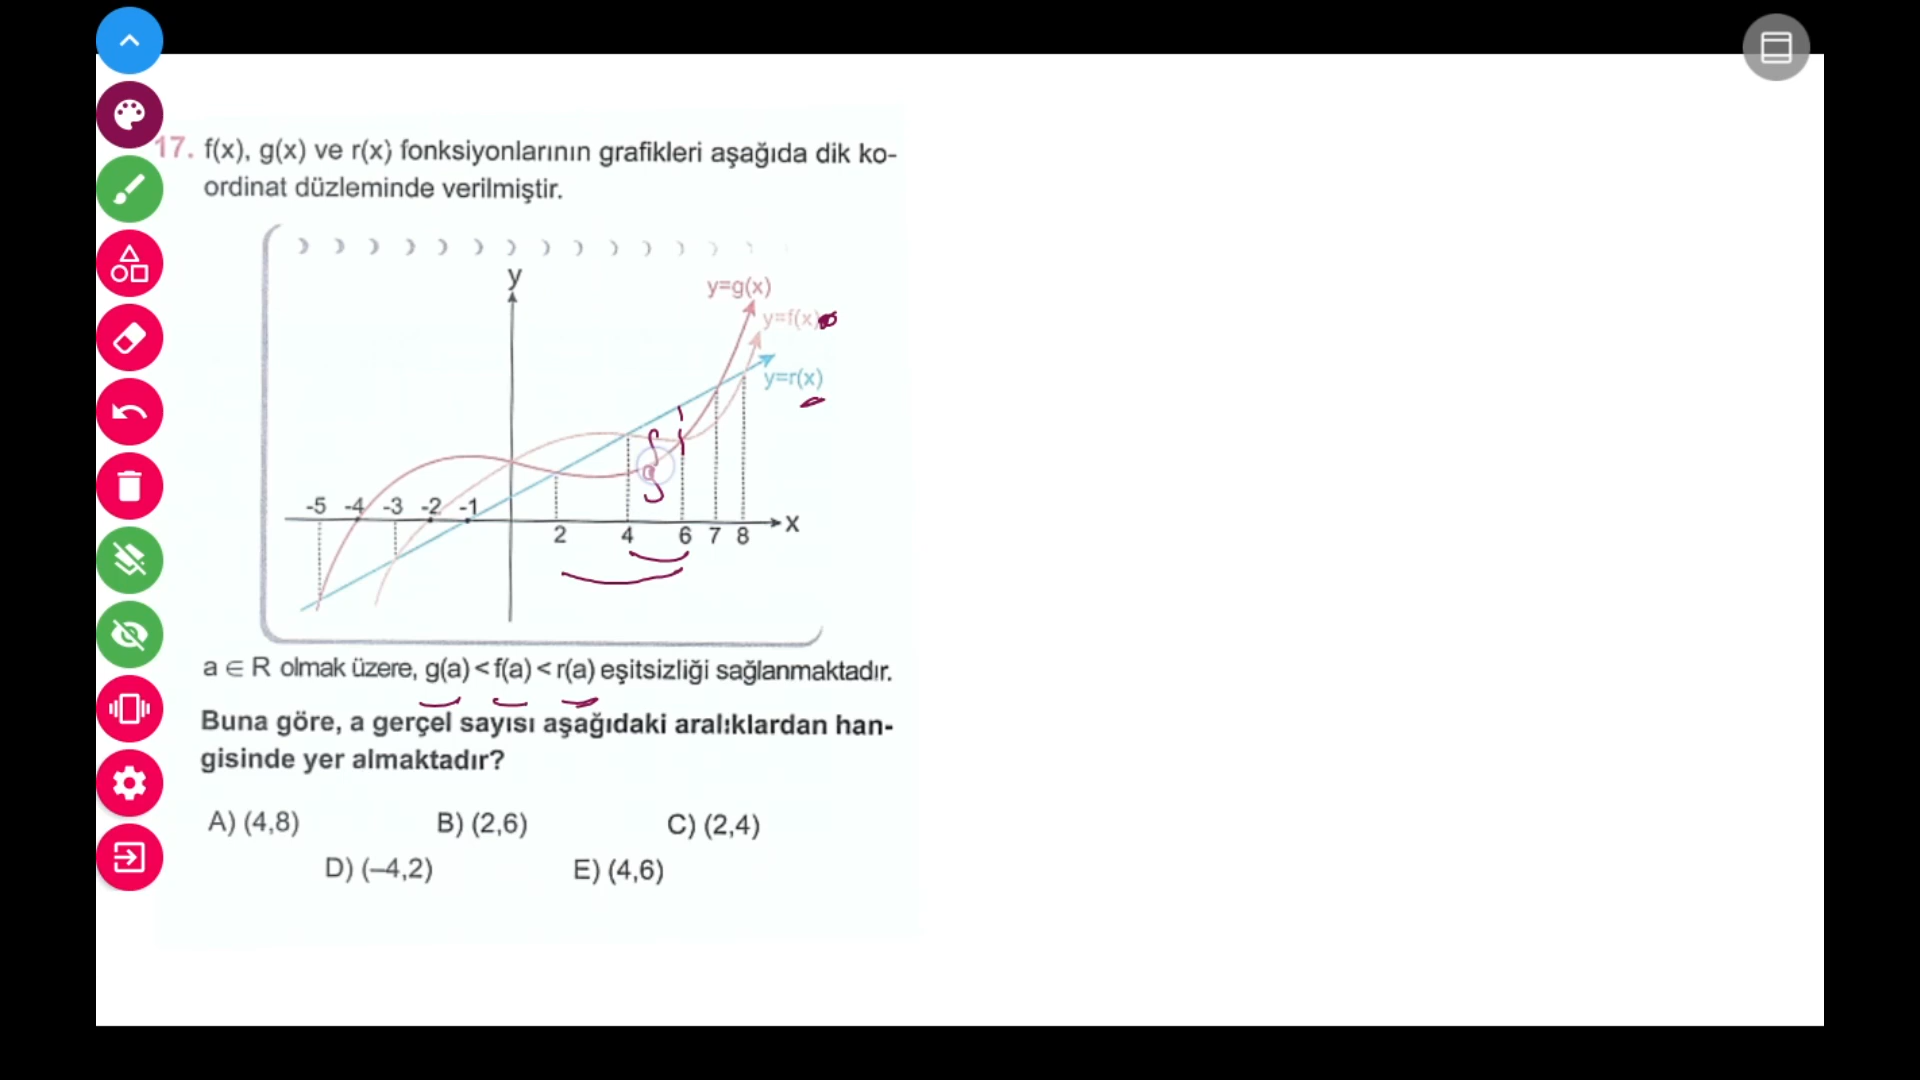 17. f(x), g(x) ve r(x) fonksiyonlarının grafikleri aşağıda dik ko-
ordinat düzleminde verilmiştir.
y
y=g(x)
y=f(x)
y=r(x)
-5 -4 -3 -2 -1
x
2 4 6 7 8
a ∈ R olmak üzere, g(a) < f(a) < r(a) eşitsizliği sağlanmaktadır.
Buna göre, a gerçel sayısı aşağıdaki aralıklardan han-
gisinde yer almaktadır?
A) (4,8) B) (2,6) C) (2,4)
D) (–4,2) E) (4,6)